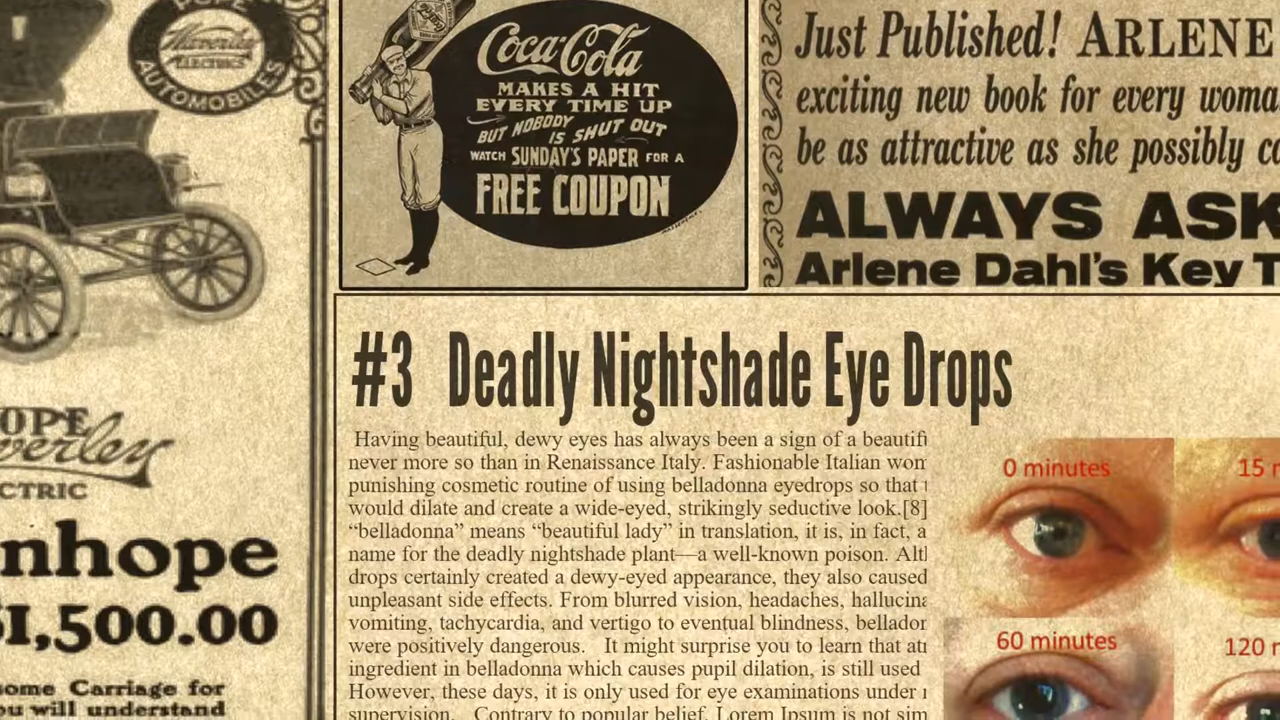 POPE
Waverley
ELECTRICS
AUTOMOBILES
OPE
verley
CTRIC
nhope
$1,500.00
some Carriage for
ou will understand
Coca-Cola
MAKES A HIT
EVERY TIME UP
BUT NOBODY
IS SHUT OUT
WATCH SUNDAY'S PAPER FOR A
FREE COUPON
Just Published! ARLENE
exciting new book for every woma
be as attractive as she possibly c
ALWAYS ASK
Arlene Dahl's Key T
#3 Deadly Nightshade Eye Drops
Having beautiful, dewy eyes has always been a sign of a beautif
never more so than in Renaissance Italy. Fashionable Italian wom
punishing cosmetic routine of using belladonna eyedrops so that t
would dilate and create a wide-eyed, strikingly seductive look.[8]
“belladonna” means “beautiful lady” in translation, it is, in fact, a
name for the deadly nightshade plant—a well-known poison. Alt
drops certainly created a dewy-eyed appearance, they also caused
unpleasant side effects. From blurred vision, headaches, hallucina
vomiting, tachycardia, and vertigo to eventual blindness, bellador
were positively dangerous. It might surprise you to learn that at
ingredient in belladonna which causes pupil dilation, is still used
However, these days, it is only used for eye examinations under
supervision. Contrary to popular belief, Lorem Ipsum is not sim
0 minutes
15 m
60 minutes
120 m